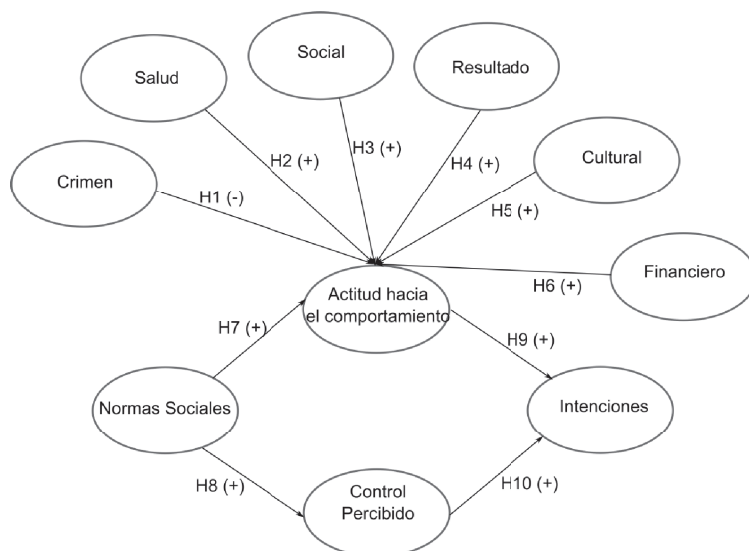 Social
Salud
Resultado
H3 (+)
H2 (+)
H4 (+)
Cultural
Crimen
H1 (-)
H5 (+)
Financiero
H6 (+)
Actitud hacia
el comportamiento
H7 (+)
H9 (+)
Normas Sociales
Intenciones
H8 (+)
H10 (+)
Control
Percibido